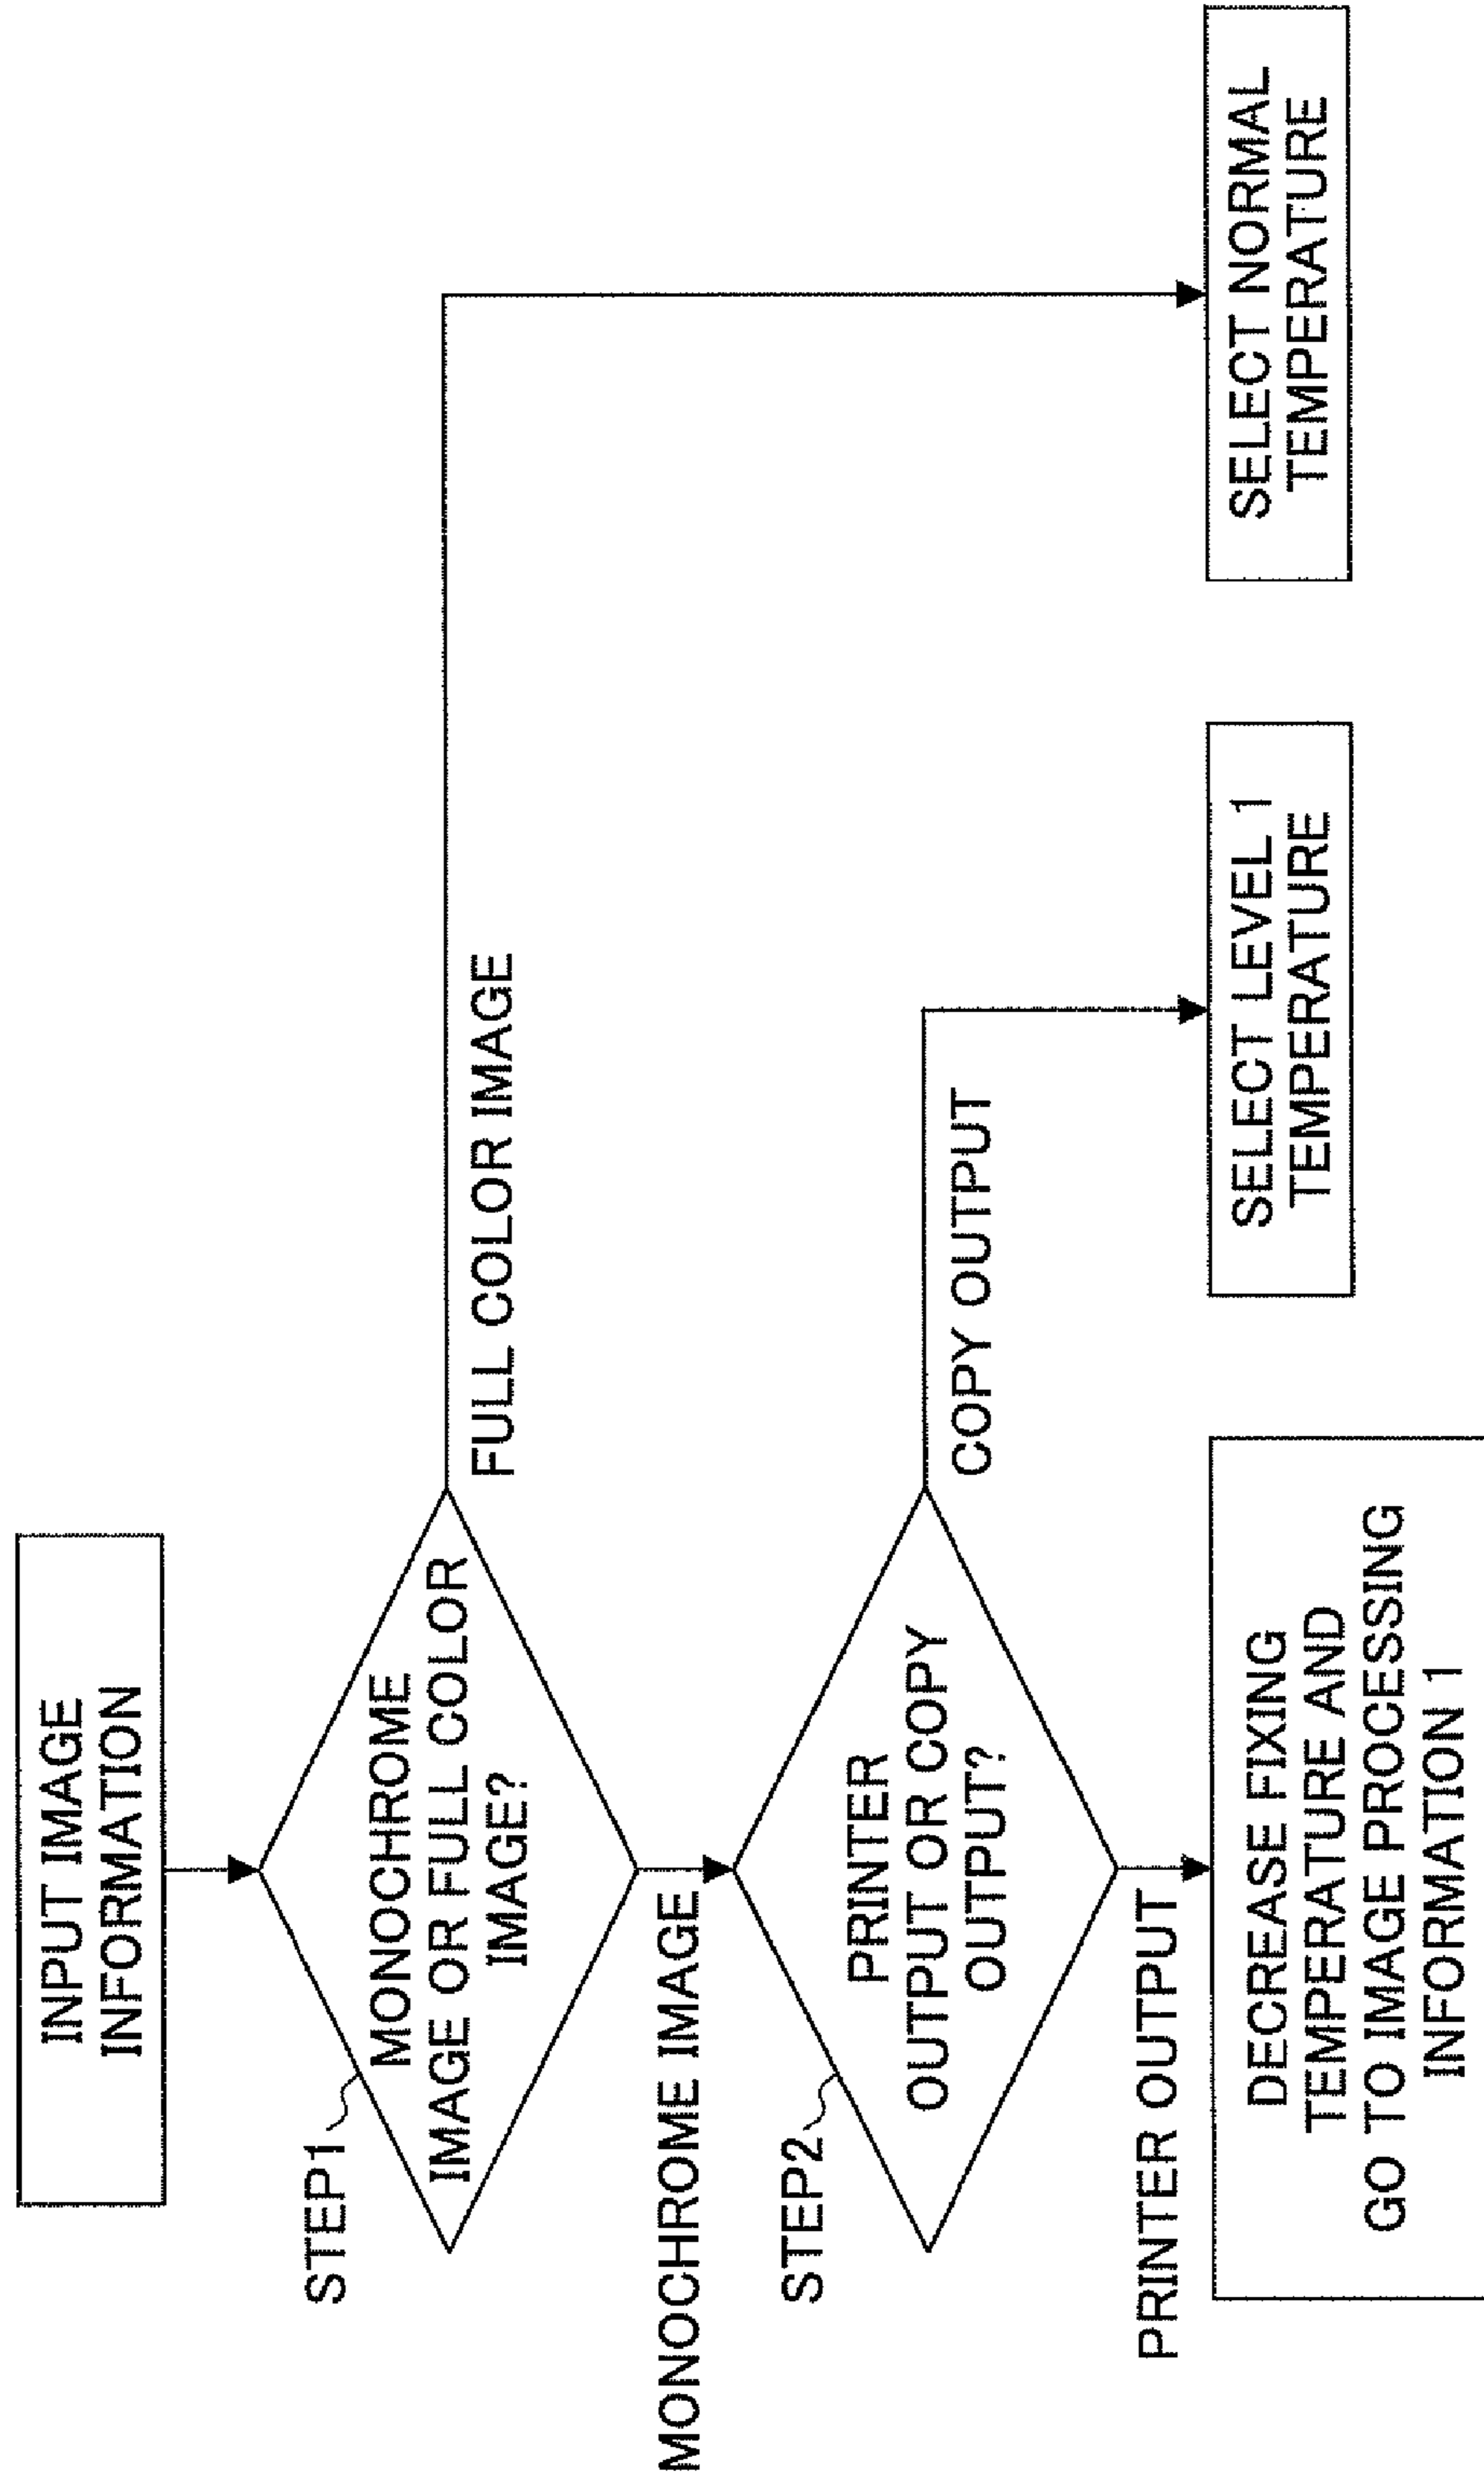 INPUT IMAGE
INFORMATION
STEP1
MONOCHROME
IMAGE OR FULL COLOR
IMAGE?
FULL COLOR IMAGE
MONOCHROME IMAGE
STEP2
PRINTER
OUTPUT OR COPY
OUTPUT?
COPY OUTPUT
PRINTER OUTPUT
DECREASE FIXING
TEMPERATURE AND
GO TO IMAGE PROCESSING
INFORMATION 1
SELECT LEVEL 1
TEMPERATURE
SELECT NORMAL
TEMPERATURE